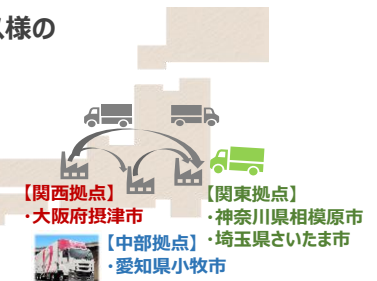 様の
【関西拠点】
・大阪府摂津市
【関東拠点】
・神奈川県相模原市
・埼玉県さいたま市
【中部拠点】
・愛知県小牧市